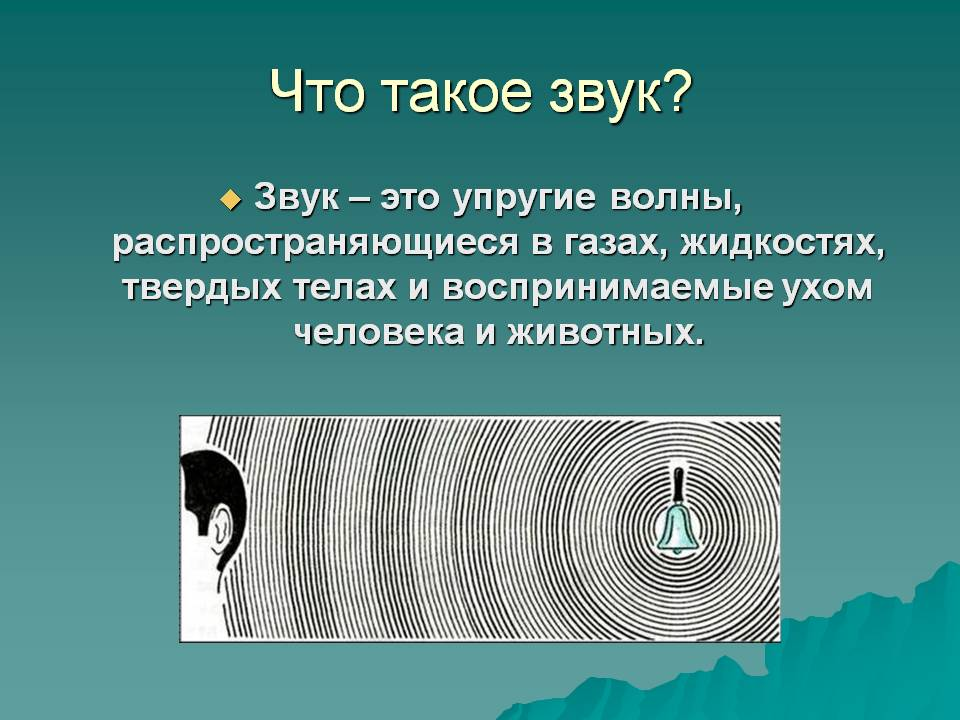 Что такое звук?
Звук – это упругие волны,
распространяющиеся в газах, жидкостях,
твердых телах и воспринимаемые ухом
человека и животных.